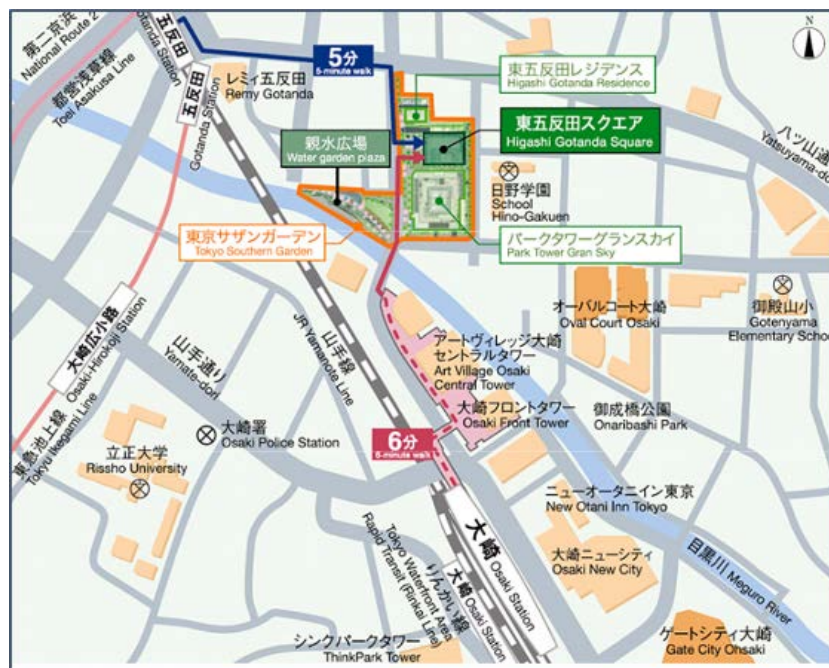 五反田
Gotanda Station
第二京浜
National Route 2
都営浅草線
Toei Asakusa Line
五反田
Gotanda Station
レミィ五反田
Remy Gotanda
5分
5-minute walk
N
東五反田レジデンス
Higashi Gotanda Residence
東五反田スクエア
Higashi Gotanda Square
八ツ山通
Yatsuyama-do
親水広場
Water garden plaza
日野学園
School
Hino-Gakuen
東京サザンガーデン
Tokyo Southern Garden
パークタワーグランスカイ
Park Tower Gran Sky
大崎広小路
Osaki-Hirokoji Station
山手通り
Yamate-dori
山手線
JR Yamanote Line
オーバルコート大崎
Oval Court Osaki
御殿山小
Gotenyama
Elementary School
アートヴィレッジ大崎
セントラルタワー
Art Village Osaki
Central Tower
大崎フロントタワー
Osaki Front Tower
御成橋公園
Onaribashi Park
東急池上線
Tokyu Ikegami Line
立正大学
Rissho University
大崎署
Osaki Police Station
6分
6-minute walk
ニューオータニイン東京
New Otani Inn Tokyo
大崎
Osaki Station
大崎ニューシティ
Osaki New City
目黒川 Meguro River
りんかい線
Tokyo Waterfront Area
Rapid Transit (Rinkai Line)
大崎
Osaki Station
シンクパークタワー
ThinkPark Tower
ゲートシティ大崎
Gate City Ohsaki